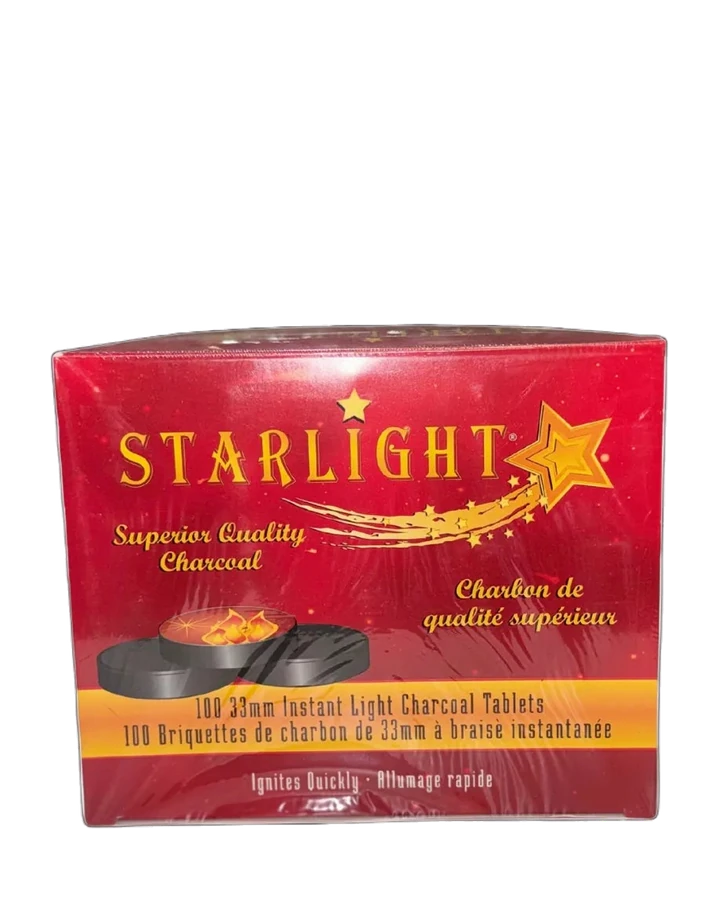 STARLIGHT®
Superior Quality
Charcoal
Charbon de
qualité supérieur
100 33mm Instant Light Charcoal Tablets
100 Briquettes de charbon de 33mm à braisè instantanée
Ignites Quickly · Allumage rapide